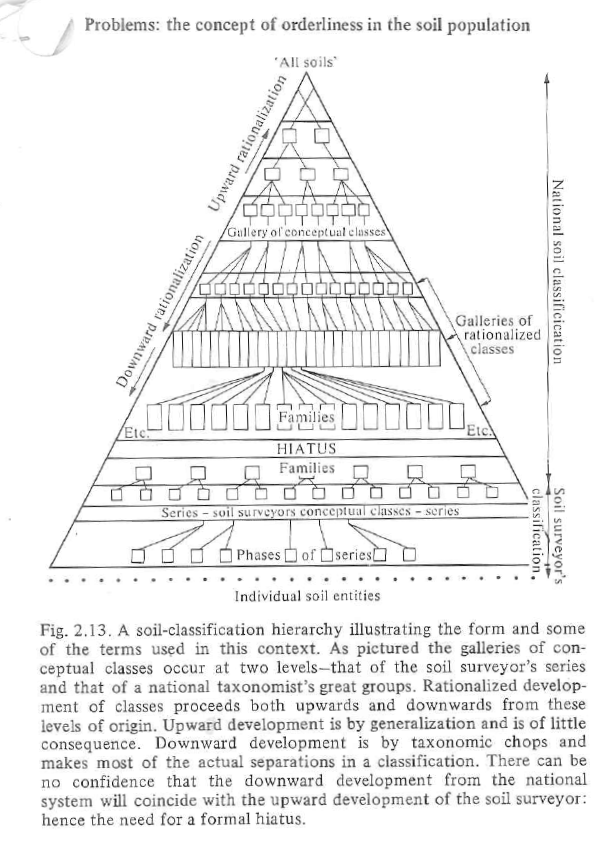 Problems: the concept of orderliness in the soil population
'All soils'
Upward rationalization
Gallery of conceptual classes
Downward rationalization
National soil classificication
Galleries of
rationalized
classes
Families
Etc.
Etc.
HIATUS
Families
Series – soil surveyors conceptual classes – series
Soil surveyor's
classification
Phases of series
Individual soil entities
Fig. 2.13. A soil-classification hierarchy illustrating the form and some
of the terms used in this context. As pictured the galleries of con-
ceptual classes occur at two levels—that of the soil surveyor's series
and that of a national taxonomist's great groups. Rationalized develop-
ment of classes proceeds both upwards and downwards from these
levels of origin. Upward development is by generalization and is of little
consequence. Downward development is by taxonomic chops and
makes most of the actual separations in a classification. There can be
no confidence that the downward development from the national
system will coincide with the upward development of the soil surveyor:
hence the need for a formal hiatus.